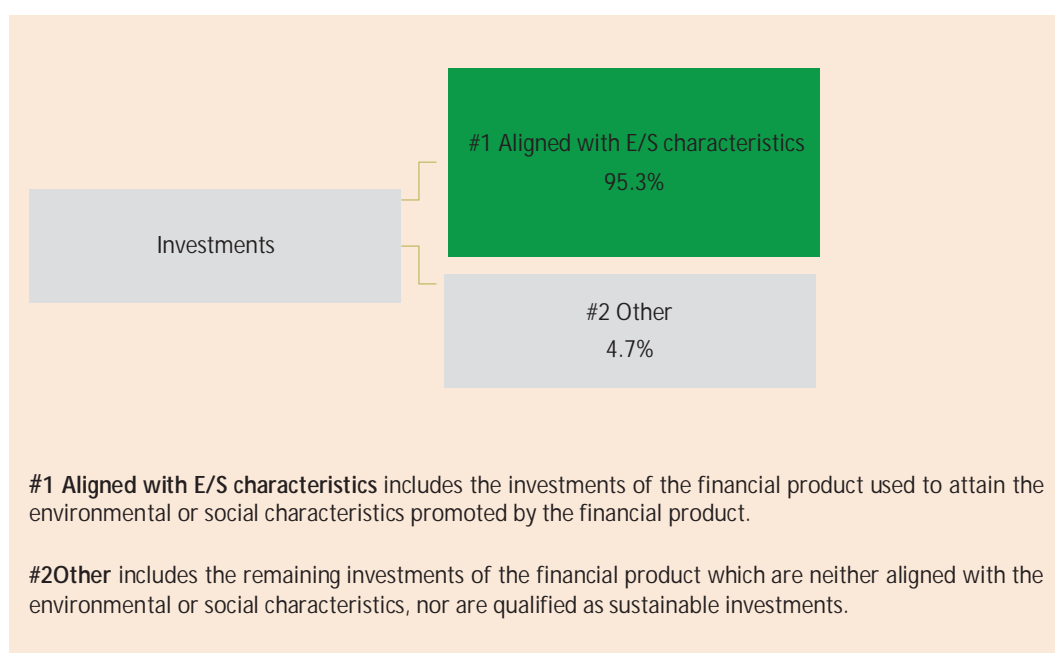 #1 Aligned with E/S characteristics
95.3%
Investments
#2 Other
4.7%
#1 Aligned with E/S characteristics includes the investments of the financial product used to attain the
environmental or social characteristics promoted by the financial product.
#2Other includes the remaining investments of the financial product which are neither aligned with the
environmental or social characteristics, nor are qualified as sustainable investments.